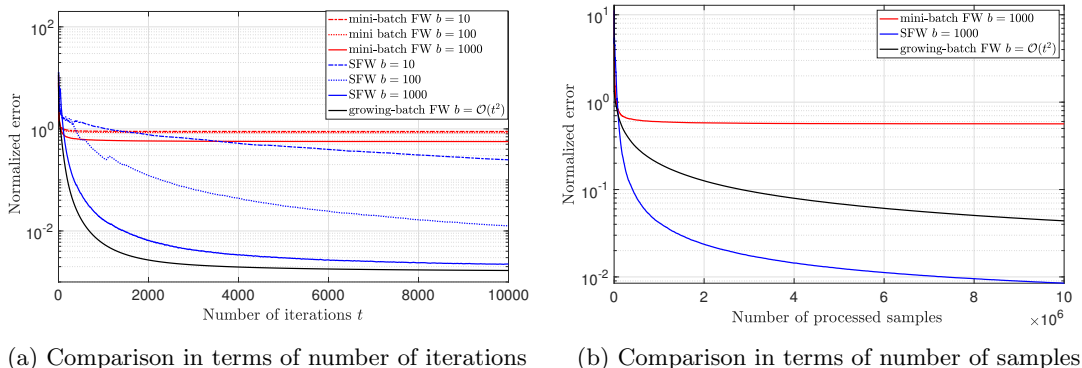 10^2
10^0
10^-2
Normalized error
0
2000
4000
6000
8000
10000
Number of iterations t
mini-batch FW b = 10
mini batch FW b = 100
mini-batch FW b = 1000
SFW b = 10
SFW b = 100
SFW b = 1000
growing-batch FW b = O(t^2)
(a) Comparison in terms of number of iterations
10^1
10^0
10^-1
10^-2
Normalized error
0
2
4
6
8
10
×10^6
Number of processed samples
mini-batch FW b = 1000
SFW b = 1000
growing-batch FW b = O(t^2)
(b) Comparison in terms of number of samples